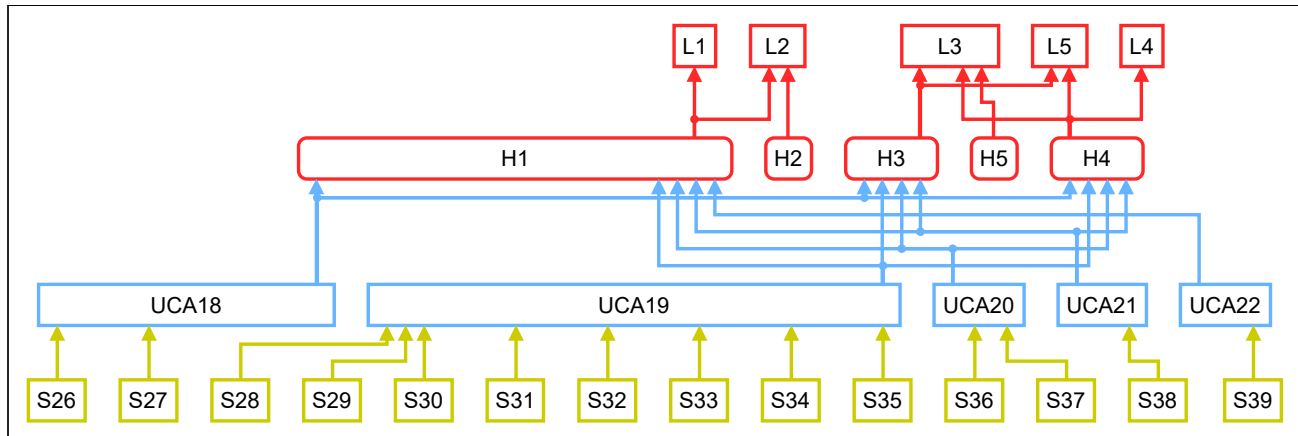 L1 L2 L3 L5 L4
H1 H2 H3 H5 H4
UCA18 UCA19 UCA20 UCA21 UCA22
S26 S27 S28 S29 S30 S31 S32 S33 S34 S35 S36 S37 S38 S39